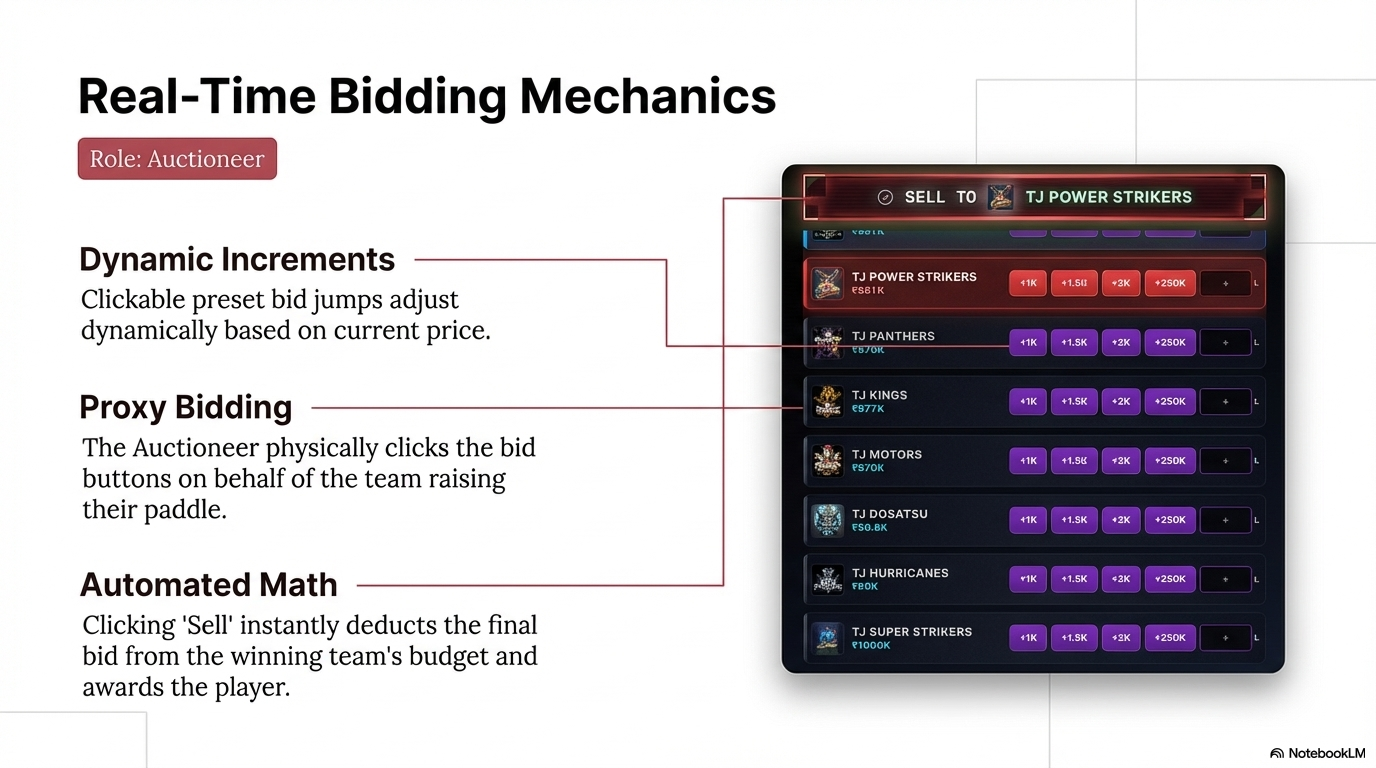 Real-Time Bidding Mechanics
Role: Auctioneer
Dynamic Increments
Clickable preset bid jumps adjust
dynamically based on current price.
Proxy Bidding
The Auctioneer physically clicks the bid
buttons on behalf of the team raising
their paddle.
Automated Math
Clicking 'Sell' instantly deducts the final
bid from the winning team's budget and
awards the player.
SELL TO TJ POWER STRIKERS
TJ POWER STRIKERS
+1K +2K +250K +
TJ PANTHERS
+1K +1.5K +2K +250K +
TJ KINGS
+1K +1.5K +2K +250K +
TJ MOTORS
+1K +2K +250K +
TJ DOSATSU
+1K +1.5K +2K +250K +
TJ HURRICANES
+1.5K +
TJ SUPER STRIKERS
₹1000K
+1K +1.5K +2K +250K +
NotebookLM